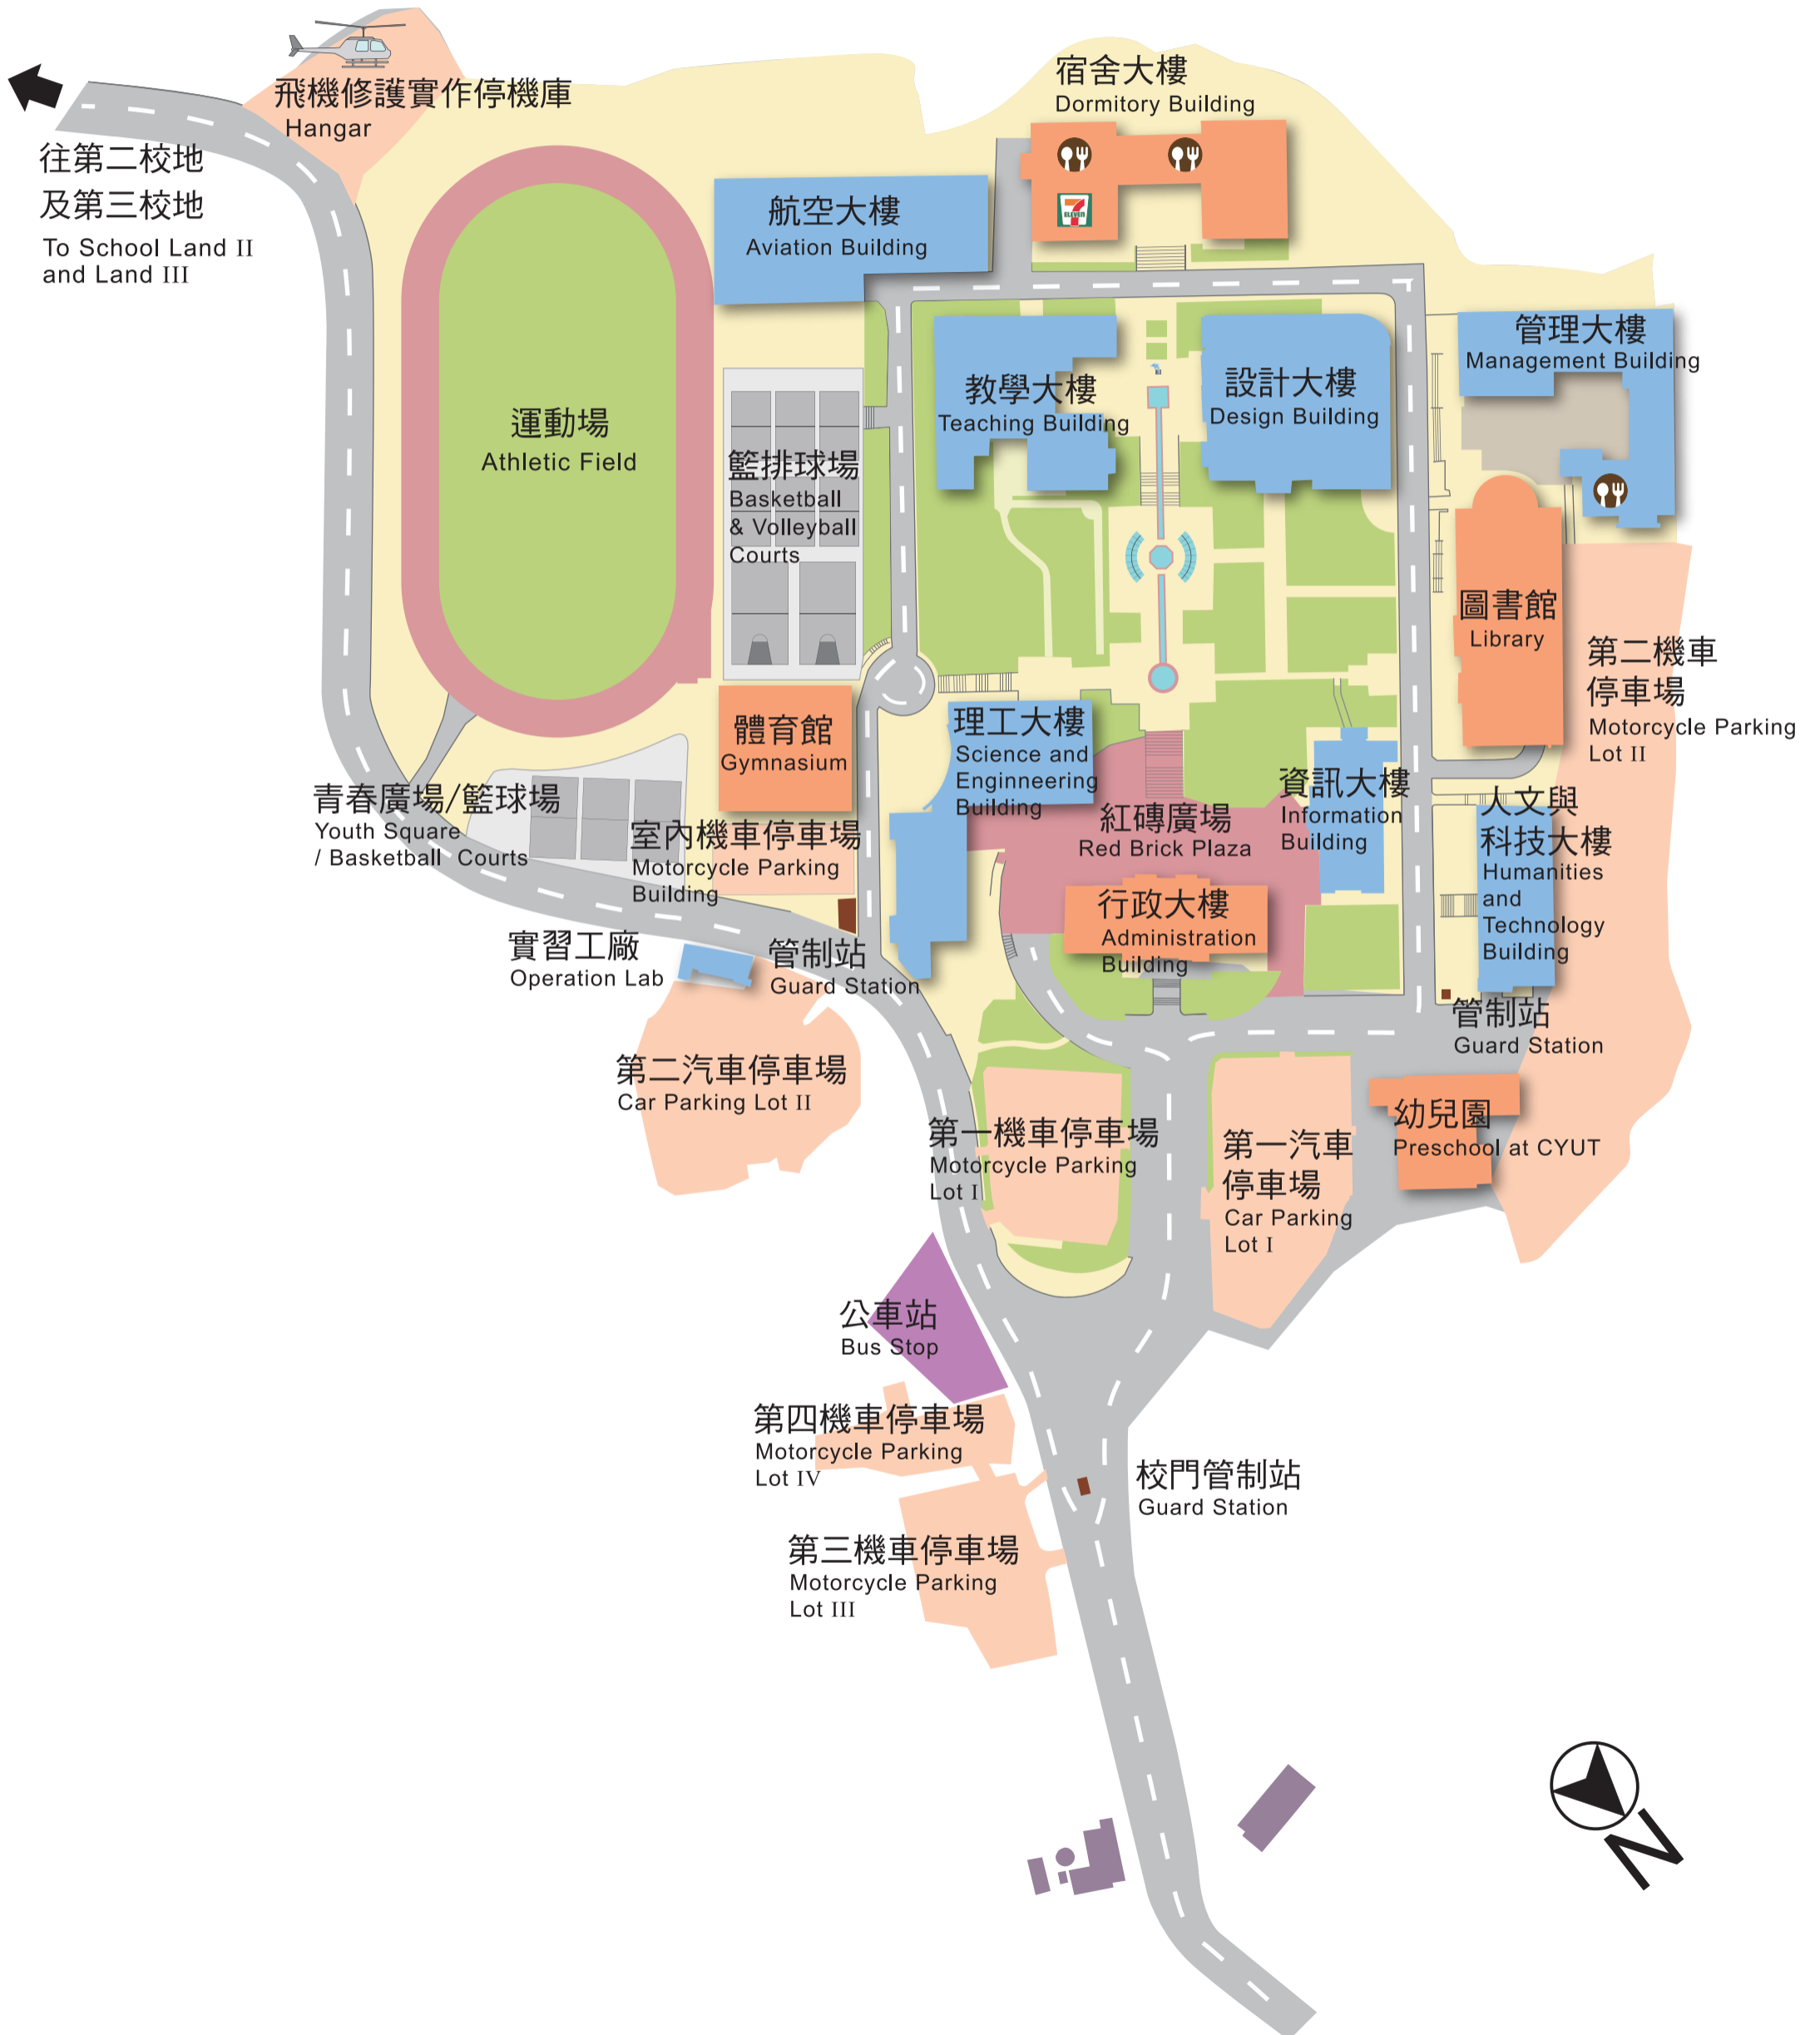 飛機修護實作停機庫
Hangar
往第二校地
及第三校地
To School Land II
and Land III
宿舍大樓
Dormitory Building
7
ELEVEN
航空大樓
Aviation Building
管理大樓
Management Building
教學大樓
Teaching Building
設計大樓
Design Building
運動場
Athletic Field
籃排球場
Basketball
& Volleyball
Courts
圖書館
Library
第二機車
停車場
Motorcycle Parking
Lot II
體育館
Gymnasium
理工大樓
Science and
Enginneering
Building
紅磚廣場
Red Brick Plaza
資訊大樓
Information
Building
人文與
科技大樓
Humanities
and
Technology
Building
青春廣場/籃球場
Youth Square
/ Basketball Courts
室內機車停車場
Motorcycle Parking
Building
行政大樓
Administration
Building
實習工廠
Operation Lab
管制站
Guard Station
管制站
Guard Station
第二汽車停車場
Car Parking Lot II
第一機車停車場
Motorcycle Parking
Lot I
第一汽車
停車場
Car Parking
Lot I
幼兒園
Preschool at CYUT
公車站
Bus Stop
第四機車停車場
Motorcycle Parking
Lot IV
校門管制站
Guard Station
第三機車停車場
Motorcycle Parking
Lot III
N